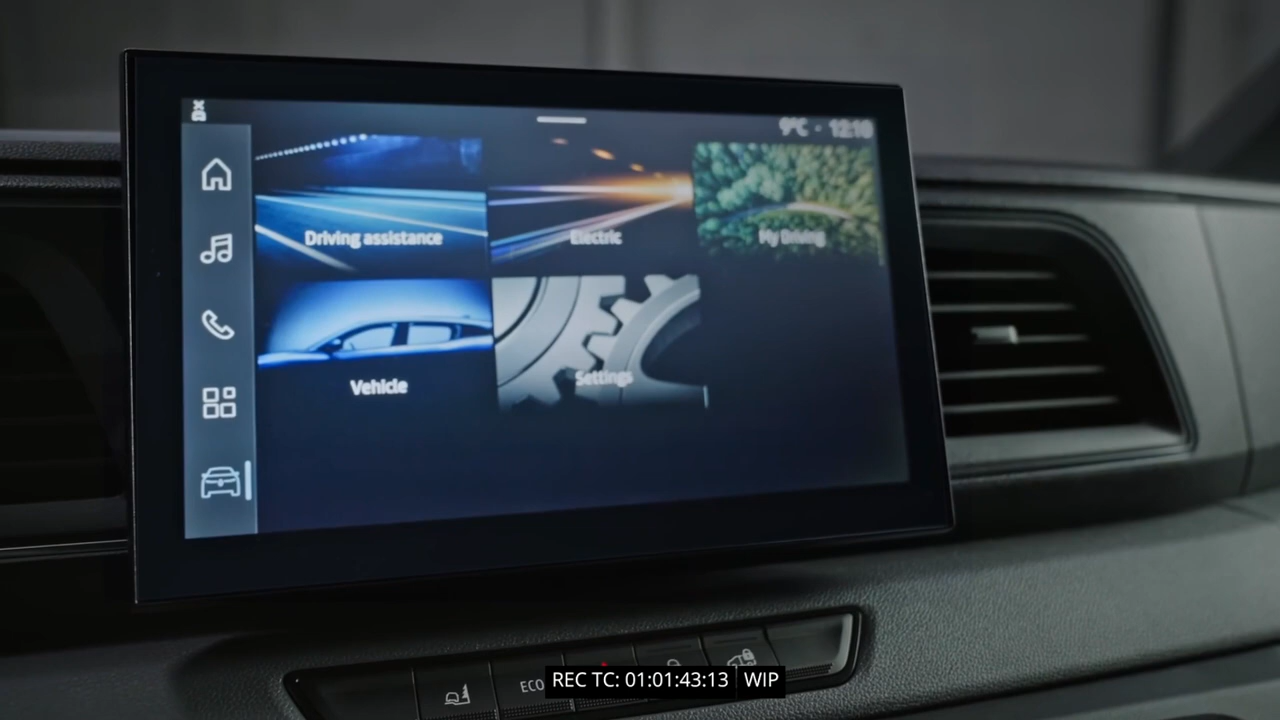 9°C · 12:10
Driving assistance
Electric
My Driving
Vehicle
Settings
ECO
REC TC: 01:01:43:13 WIP